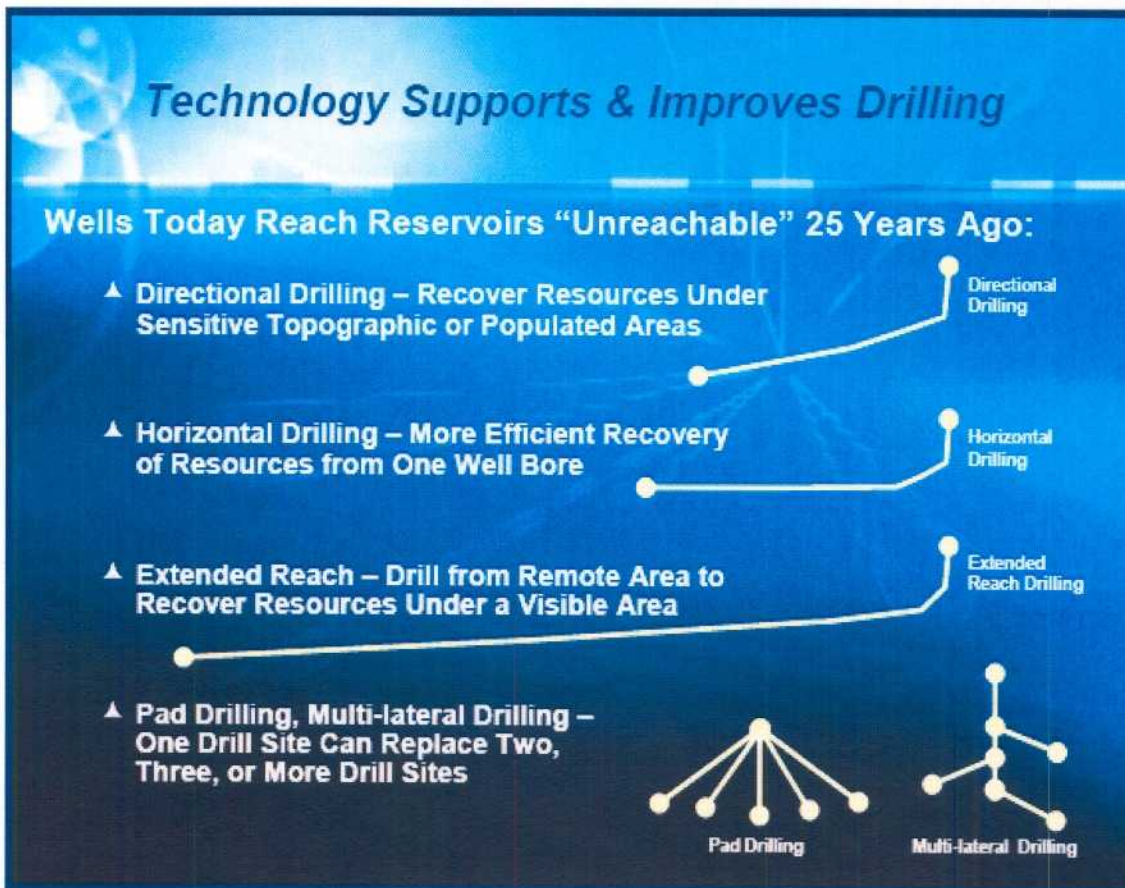 Technology Supports & Improves Drilling
Wells Today Reach Reservoirs “Unreachable” 25 Years Ago:
Directional Drilling – Recover Resources Under
Sensitive Topographic or Populated Areas
Directional
Drilling
Horizontal Drilling – More Efficient Recovery
of Resources from One Well Bore
Horizontal
Drilling
Extended Reach – Drill from Remote Area to
Recover Resources Under a Visible Area
Extended
Reach Drilling
Pad Drilling, Multi-lateral Drilling –
One Drill Site Can Replace Two,
Three, or More Drill Sites
Pad Drilling
Multi-lateral Drilling